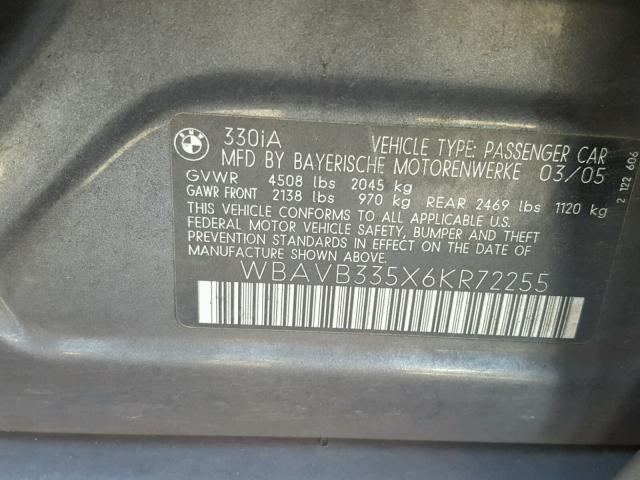 BMW
330iA VEHICLE TYPE: PASSENGER CAR
MFD BY BAYERISCHE MOTORENWERKE 03/05
GVWR 4508 lbs 2045 kg
GAWR FRONT 2138 lbs 970 kg REAR 2469 lbs 1120 kg
THIS VEHICLE CONFORMS TO ALL APPLICABLE U.S.
FEDERAL MOTOR VEHICLE SAFETY, BUMPER AND THEFT
PREVENTION STANDARDS IN EFFECT ON THE DATE OF
MANUFACTURE SHOWN ABOVE.
WBAVB335X6KR72255
2 122 606